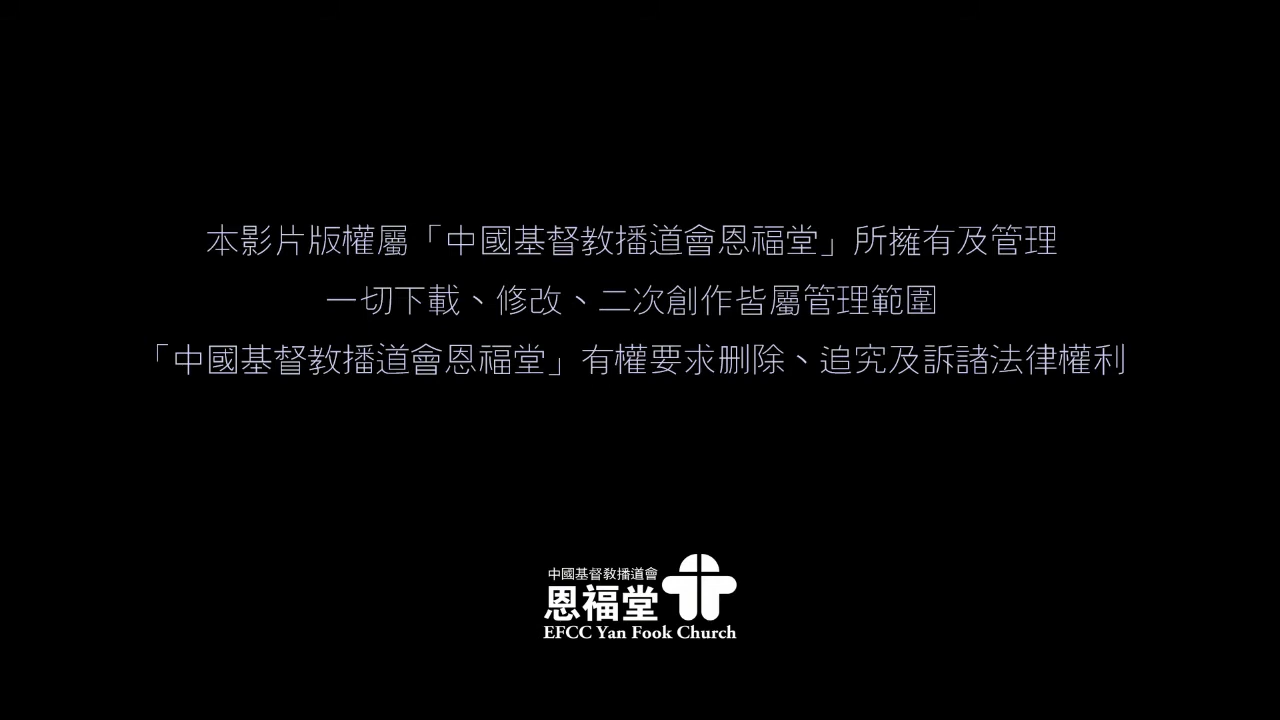 本影片版權屬「中國基督教播道會恩福堂」所擁有及管理
一切下載、修改、二次創作皆屬管理範圍
「中國基督教播道會恩福堂」有權要求刪除、追究及訴諸法律權利
中國基督教播道會
恩福堂
EFCC Yan Fook Church